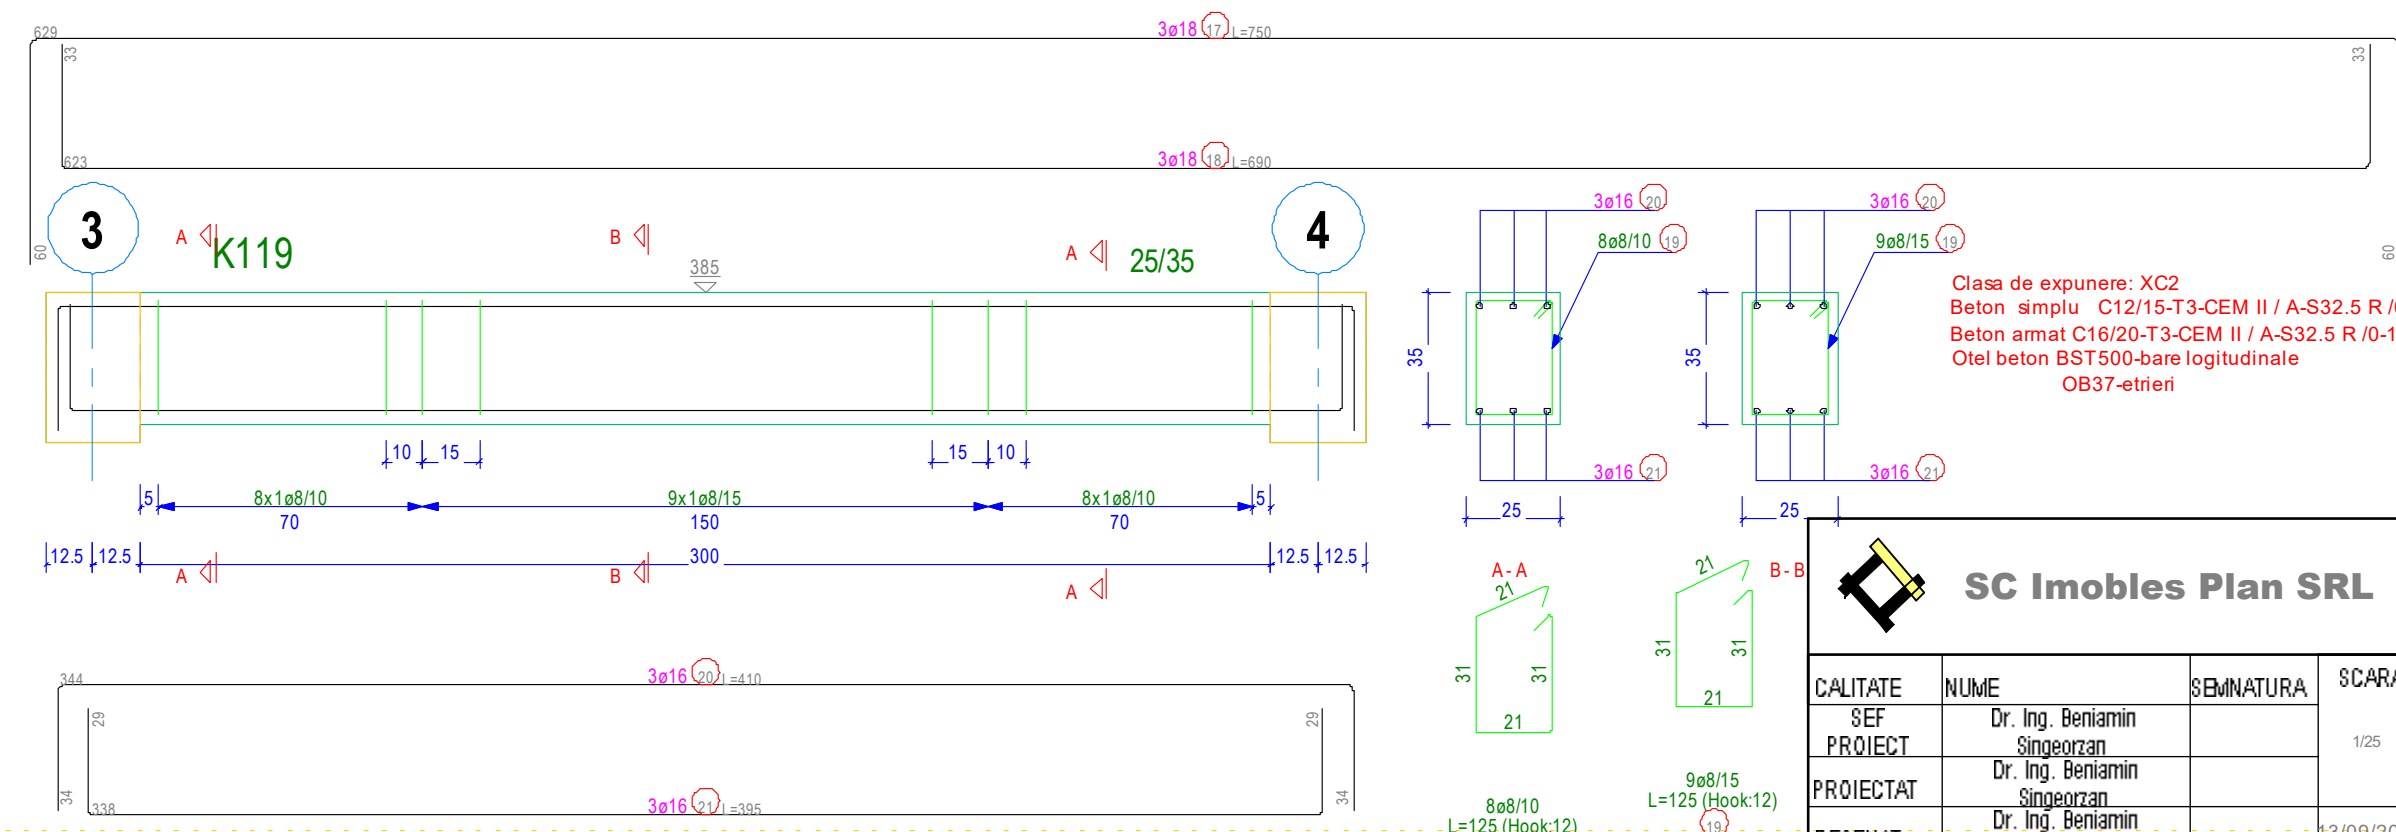 3ø18 17 L=750
629
33
33
3ø18 18 L=690
623
60
60
3
4
A
K119
B
385
A
25/35
3ø16 20
8ø8/10 19
3ø16 20
9ø8/15 19
35
35
3ø16 21
3ø16 21
25
25
Clasa de expunere: XC2
Beton simplu C12/15-T3-CEM II / A-S32.5 R /
Beton armat C16/20-T3-CEM II / A-S32.5 R /0-1
Otel beton BST500-bare logitudinale
OB37-etrieri
10 15 15 10
5 8x1ø8/10 9x1ø8/15 8x1ø8/10 5
70 150 70
12.5 12.5 300 12.5 12.5
A B A
A-A
B-B
21
31 31
21
21
31 31
21
8ø8/10
L=125 (Hook:12)
9ø8/15
L=125 (Hook:12)
19
344
3ø16 20 L=410
29
29
34
34
338
3ø16 21 L=395
SC Imobles Plan SRL
CALITATE NUME SEMNATURA SCARA
SEF PROIECT
Dr. Ing. Beniamin
Singeorzan
1/25
PROIECTAT
Dr. Ing. Beniamin
Singeorzan
Dr. Ing. Beniamin